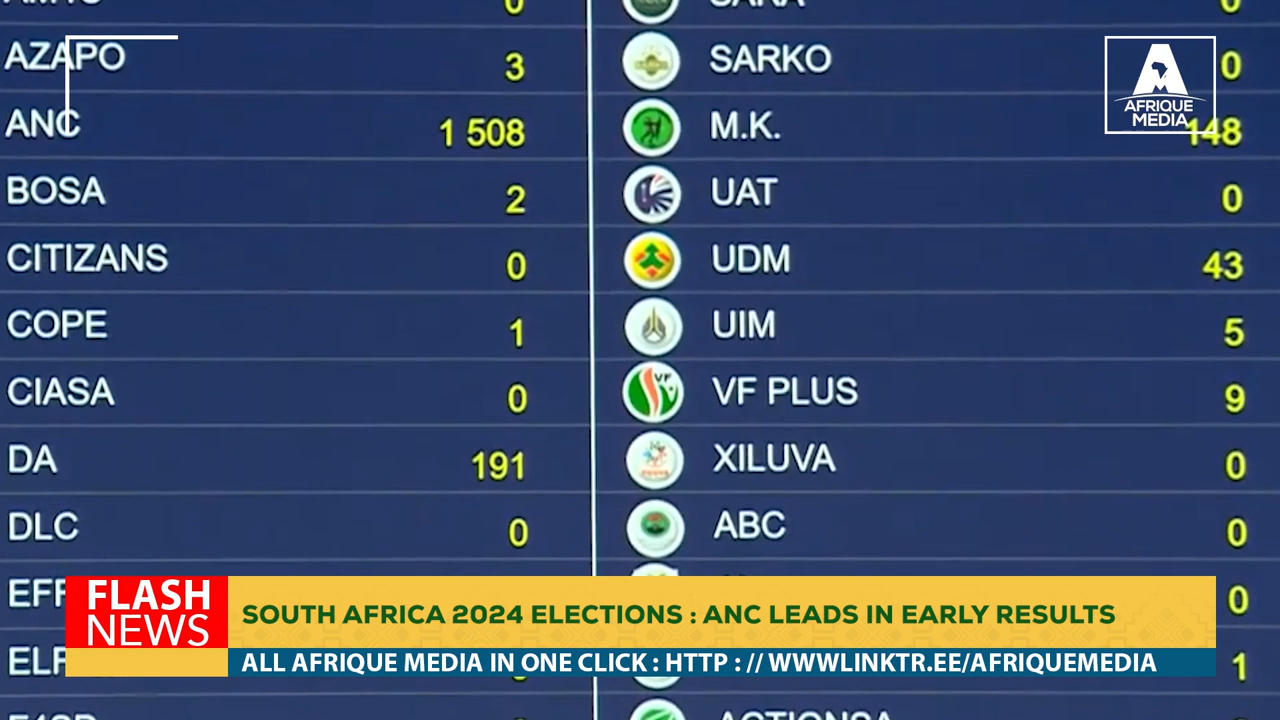 AZAPO 3
ANC 1 508
BOSA 2
CITIZANS 0
COPE 1
CIASA 0
DA 191
DLC 0
SARKO 0
M.K. 148
UAT 0
UDM 43
UIM 5
VF PLUS 9
XILUVA 0
ABC 0
0
1
AFRIQUE
MEDIA
FLASH
NEWS
SOUTH AFRICA 2024 ELECTIONS : ANC LEADS IN EARLY RESULTS
ALL AFRIQUE MEDIA IN ONE CLICK : HTTP : // WWWLINKTR.EE/AFRIQUEMEDIA